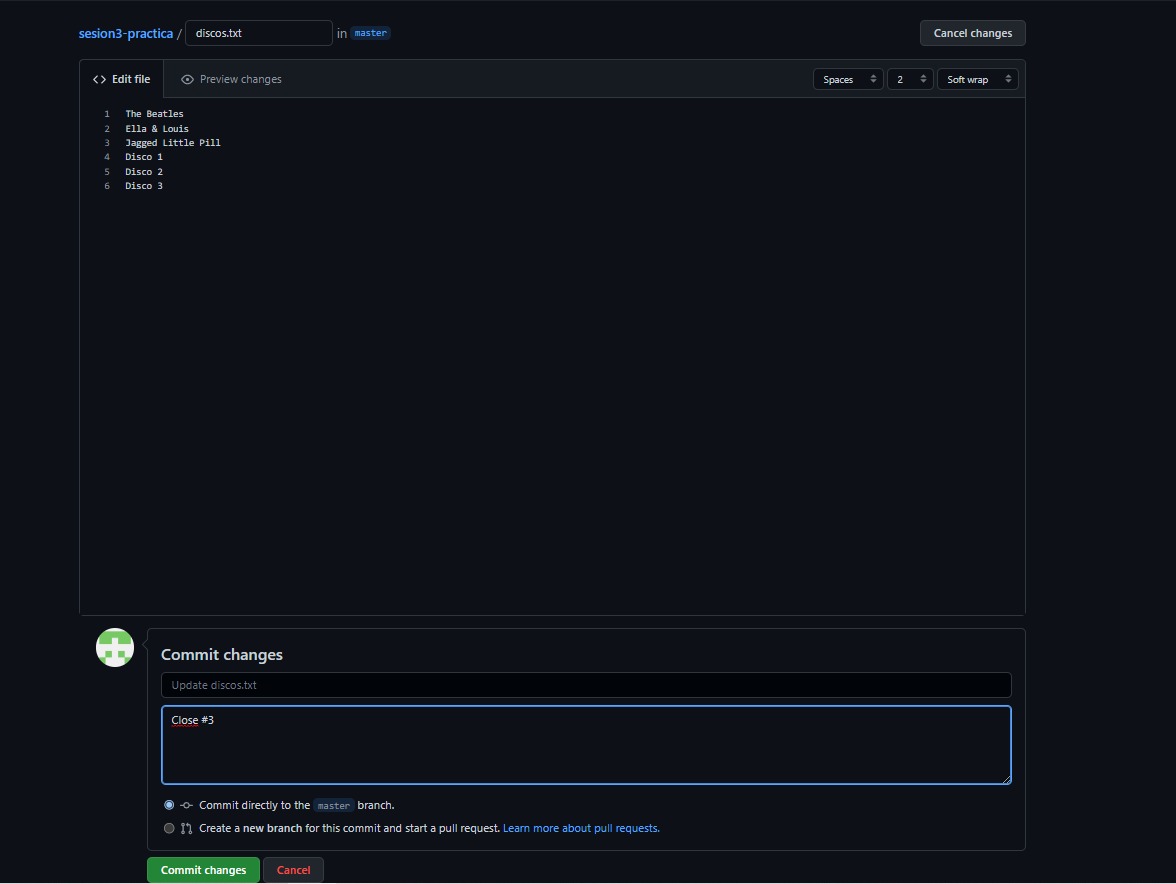 sesion3-practica / discos.txt in master Cancel changes
Edit file Preview changes Spaces 2 Soft wrap
1 The Beatles
2 Ella & Louis
3 Jagged Little Pill
4 Disco 1
5 Disco 2
6 Disco 3
Commit changes
Update discos.txt
Close #3
Commit directly to the master branch.
Create a new branch for this commit and start a pull request. Learn more about pull requests.
Commit changes Cancel